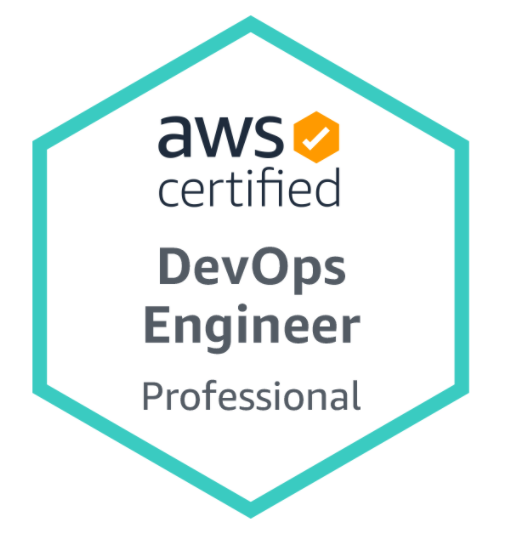 aws
certified
DevOps
Engineer
Professional